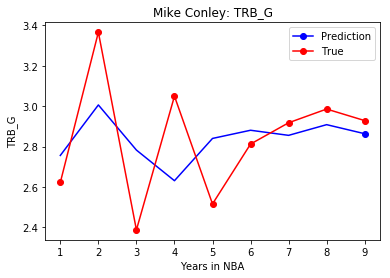 Mike Conley: TRB_G
Prediction
True
3.4
3.2
3.0
2.8
2.6
2.4
TRB_G
1 2 3 4 5 6 7 8 9
Years in NBA